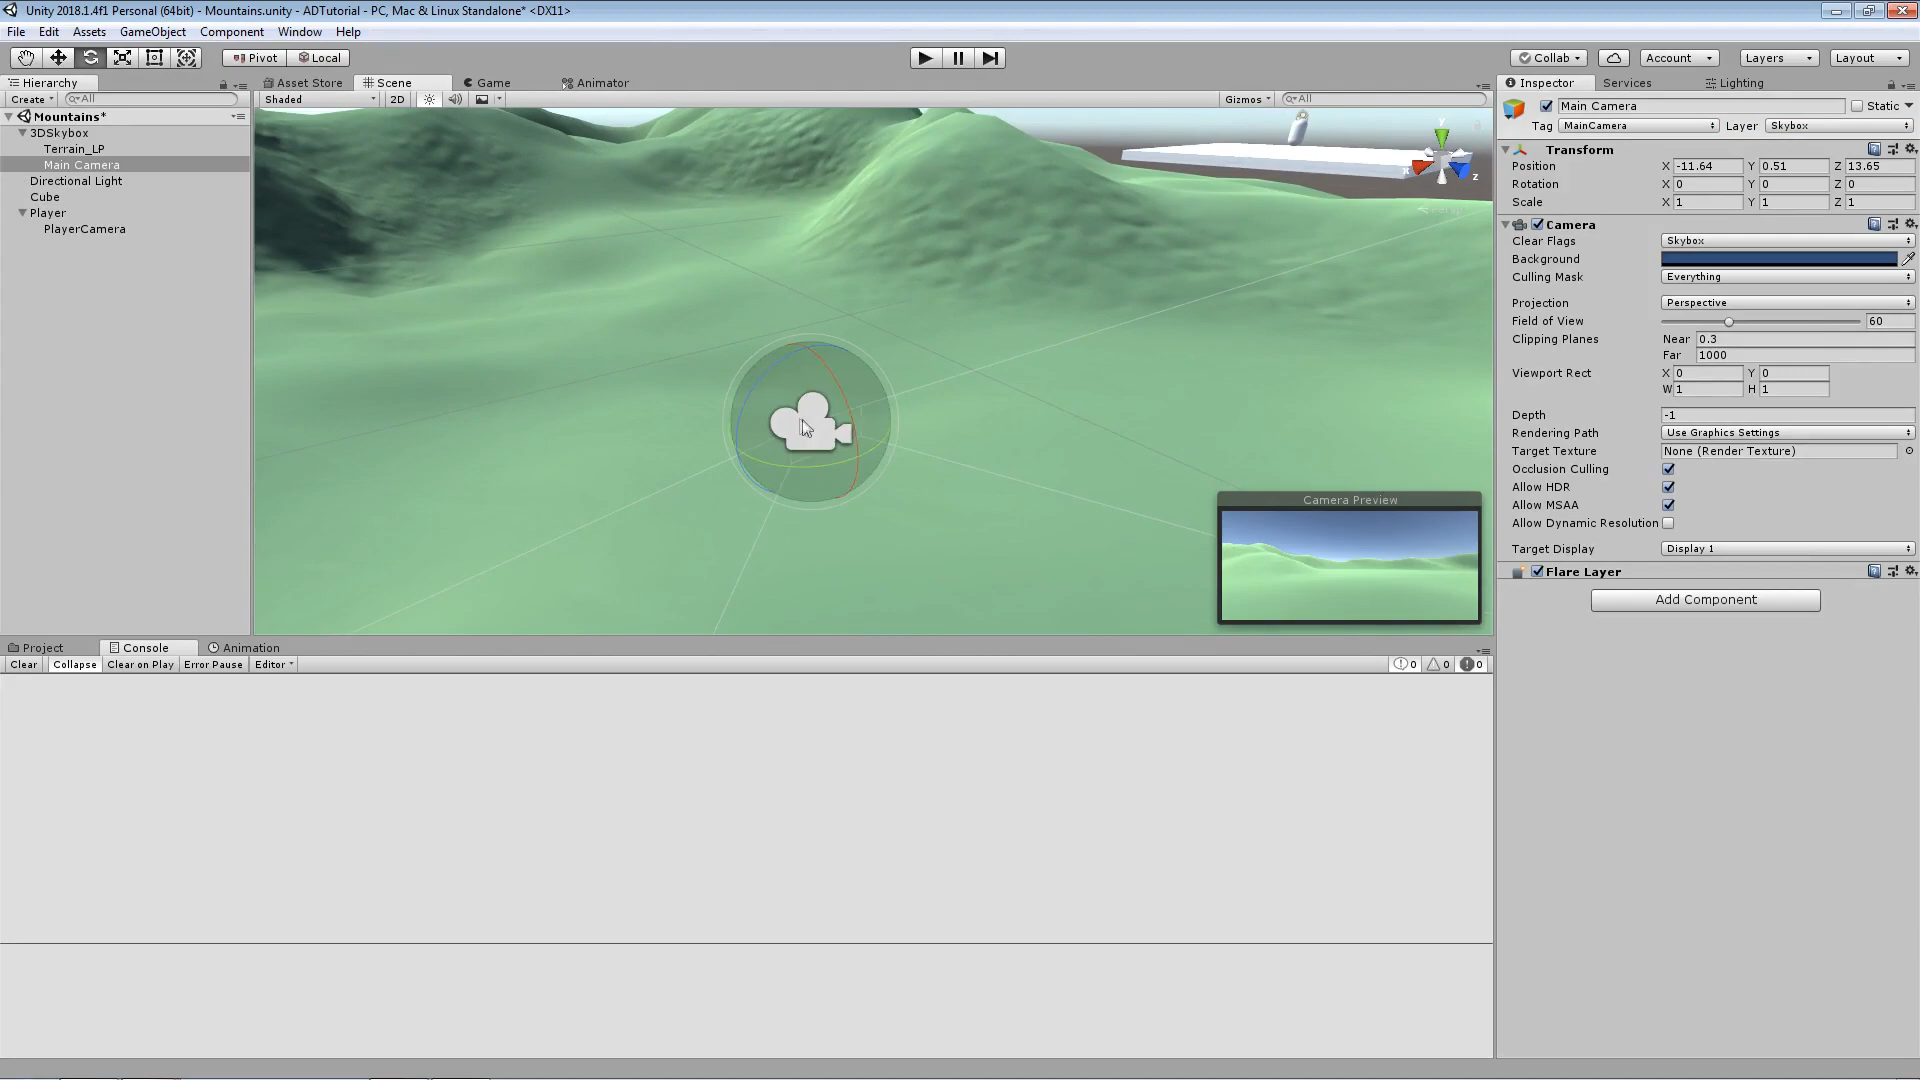 Unity 2018.1.4f1 Personal (64bit) - Mountains.unity - ADTutorial - PC, Mac & Linux Standalone* <DX11>
File Edit Assets GameObject Component Window Help
Pivot Local Collab Account Layers Layout
Hierarchy Asset Store Scene Game Animator Inspector Services Lighting
Create All Shaded 2D Gizmos All
Mountains*
3DSkybox
Terrain_LP
Main Camera
Directional Light
Cube
Player
PlayerCamera
y
x
z
Persp
Camera Preview
Main Camera Static
Tag MainCamera Layer Skybox
Transform
Position X -11.64 Y 0.51 Z 13.65
Rotation X 0 Y 0 Z 0
Scale X 1 Y 1 Z 1
Camera
Clear Flags Skybox
Background
Culling Mask Everything
Projection Perspective
Field of View 60
Clipping Planes Near 0.3
Far 1000
Viewport Rect X 0 Y 0
W 1 H 1
Depth -1
Rendering Path Use Graphics Settings
Target Texture None (Render Texture)
Occlusion Culling
Allow HDR
Allow MSAA
Allow Dynamic Resolution
Target Display Display 1
Flare Layer
Add Component
Project Console Animation
Clear Collapse Clear on Play Error Pause Editor 0 0 0